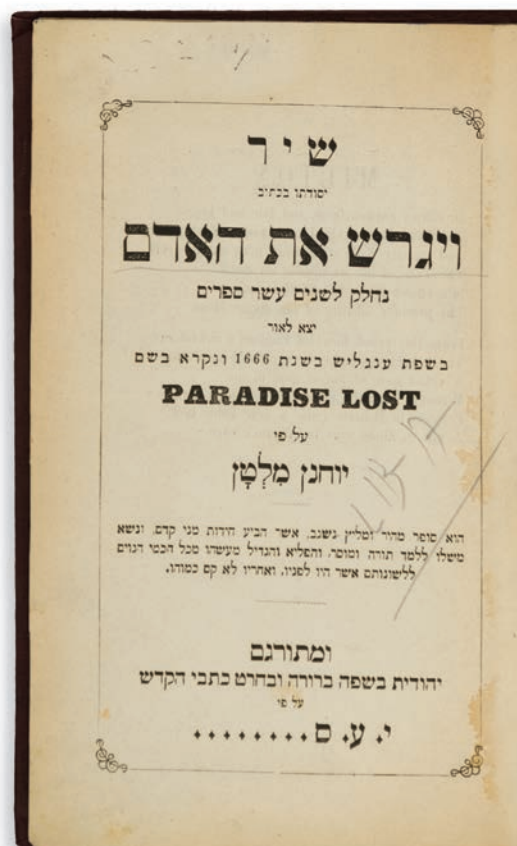 שיר
יסודתו בכתיב
ויגרש את האדם
נחלק לשנים עשר ספרים
יצא לאור
בשפת ענגליש בשנת 1666 ונקרא בשם
PARADISE LOST
על פי
יוחנן מִלְטָן
הוא סופר מהיר ומליץ נשגב, אשר הביע חידות מני קדם, ונשא
משלו ללמד תורה ומוסר, והפליא והגדיל מעשהו מכל חכמי הגוים
ללשונותם אשר היו לפניו, ואחריו לא קם כמוהו.
ומתורגם
יהודית בשפה ברורה ובחרט כתבי הקדש
על פי
י. ע. ס........